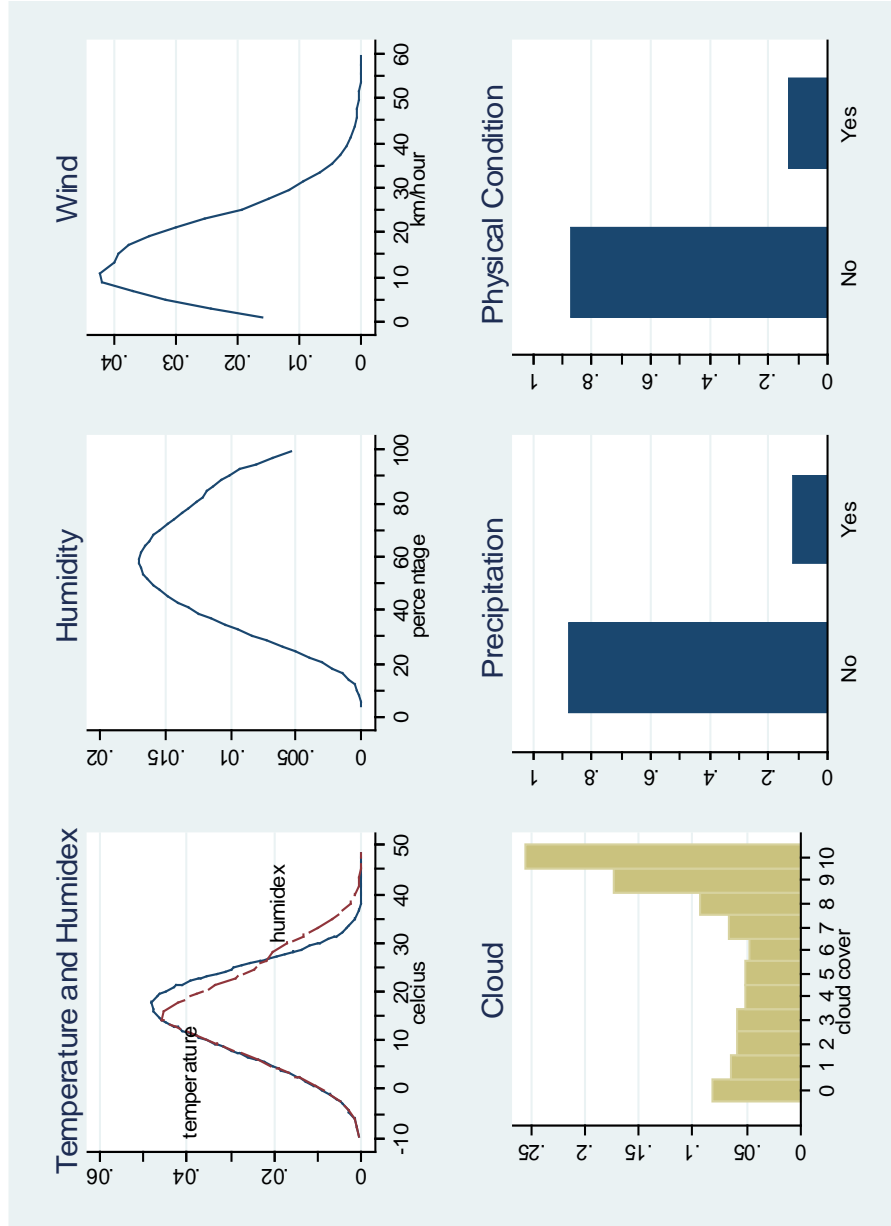 Temperature and Humidex
.06
.04
.02
0
temperature
humidex
-10 0 10 20 30 40 50
celcius
Humidity
.02
.015
.01
.005
0
0 20 40 60 80 100
percentage
Wind
.04
.03
.02
.01
0
0 10 20 30 40 50 60
km/hour
Cloud
.25
.2
.15
.1
.05
0
0 1 2 3 4 5 6 7 8 9 10
cloud cover
Precipitation
1
.8
.6
.4
.2
0
No Yes
Physical Condition
1
.8
.6
.4
.2
0
No Yes